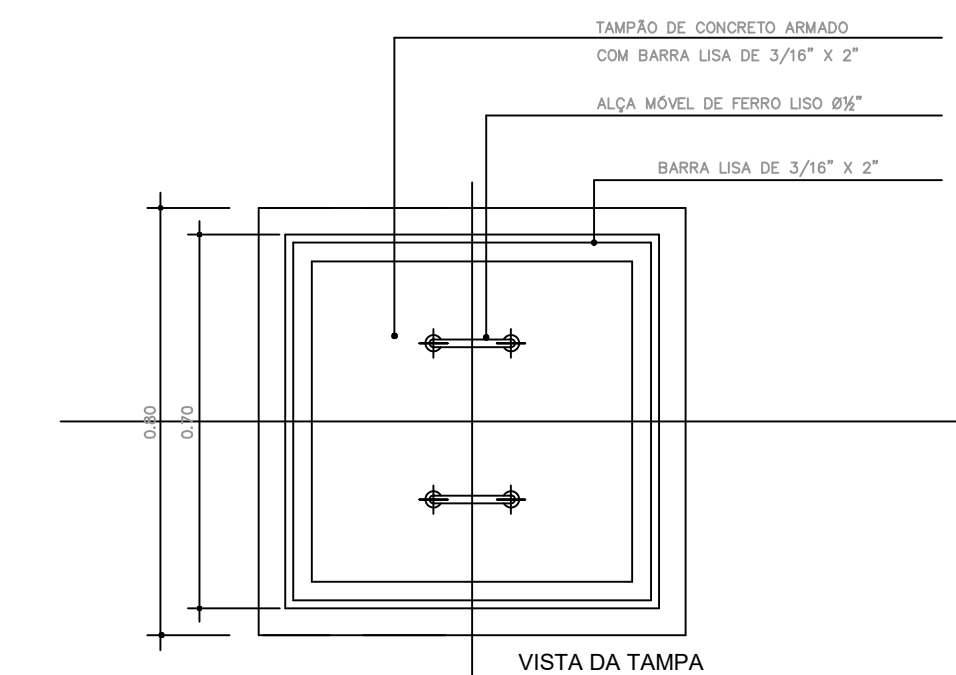 TAMPÃO DE CONCRETO ARMADO
COM BARRA LISA DE 3/16" X 2"
ALÇA MÓVEL DE FERRO LISO Ø½"
BARRA LISA DE 3/16" X 2"
0.80
0.70
VISTA DA TAMPA